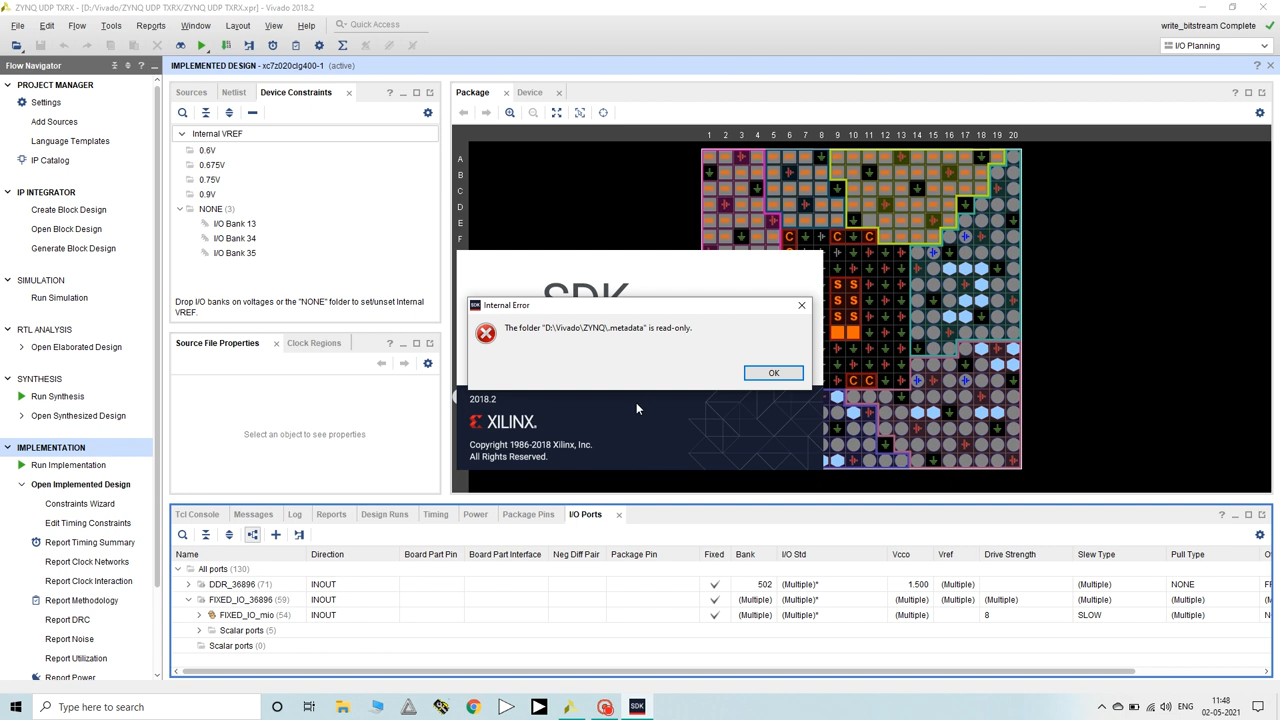 ZYNQ UDP TXRX - [D:/Vivado/ZYNQ UDP TXRX/ZYNQ UDP TXRX.xpr] - Vivado 2018.2
File Edit Flow Tools Reports Window Layout View Help Quick Access
write_bitstream Complete
I/O Planning
Flow Navigator
IMPLEMENTED DESIGN - xc7z020clg400-1 (active)
PROJECT MANAGER
Settings
Add Sources
Language Templates
IP Catalog
IP INTEGRATOR
Create Block Design
Open Block Design
Generate Block Design
SIMULATION
Run Simulation
RTL ANALYSIS
Open Elaborated Design
SYNTHESIS
Run Synthesis
Open Synthesized Design
IMPLEMENTATION
Run Implementation
Open Implemented Design
Constraints Wizard
Edit Timing Constraints
Report Timing Summary
Report Clock Networks
Report Clock Interaction
Report Methodology
Report DRC
Report Noise
Report Utilization
Report Power
Sources Netlist Device Constraints
Internal VREF
0.6V
0.675V
0.75V
0.9V
NONE (3)
I/O Bank 13
I/O Bank 34
I/O Bank 35
Drop I/O banks on voltages or the "NONE" folder to set/unset Internal
VREF.
Source File Properties Clock Regions
Select an object to see properties
Package Device
1 2 3 4 5 6 7 8 9 10 11 12 13 14 15 16 17 18 19 20
A
B
C
D
E
F
C C C
S S
S S
S S
C C
SDK
SDK Internal Error
The folder "D:\Vivado\ZYNQ\.metadata" is read-only.
OK
2018.2
XILINX.
Copyright 1986-2018 Xilinx, Inc.
All Rights Reserved.
Tcl Console Messages Log Reports Design Runs Timing Power Package Pins I/O Ports
Name Direction Board Part Pin Board Part Interface Neg Diff Pair Package Pin Fixed Bank I/O Std Vcco Vref Drive Strength Slew Type Pull Type
All ports (130)
DDR_36896 (71) INOUT 502 (Multiple)* 1.500 (Multiple) (Multiple) NONE
FIXED_IO_36896 (59) INOUT (Multiple) (Multiple)* (Multiple) (Multiple) (Multiple) (Multiple) (Multiple)
FIXED_IO_mio (54) INOUT (Multiple) (Multiple)* (Multiple) 8 SLOW (Multiple)
Scalar ports (5)
Scalar ports (0)
Type here to search
SDK
11:48
02-05-2021